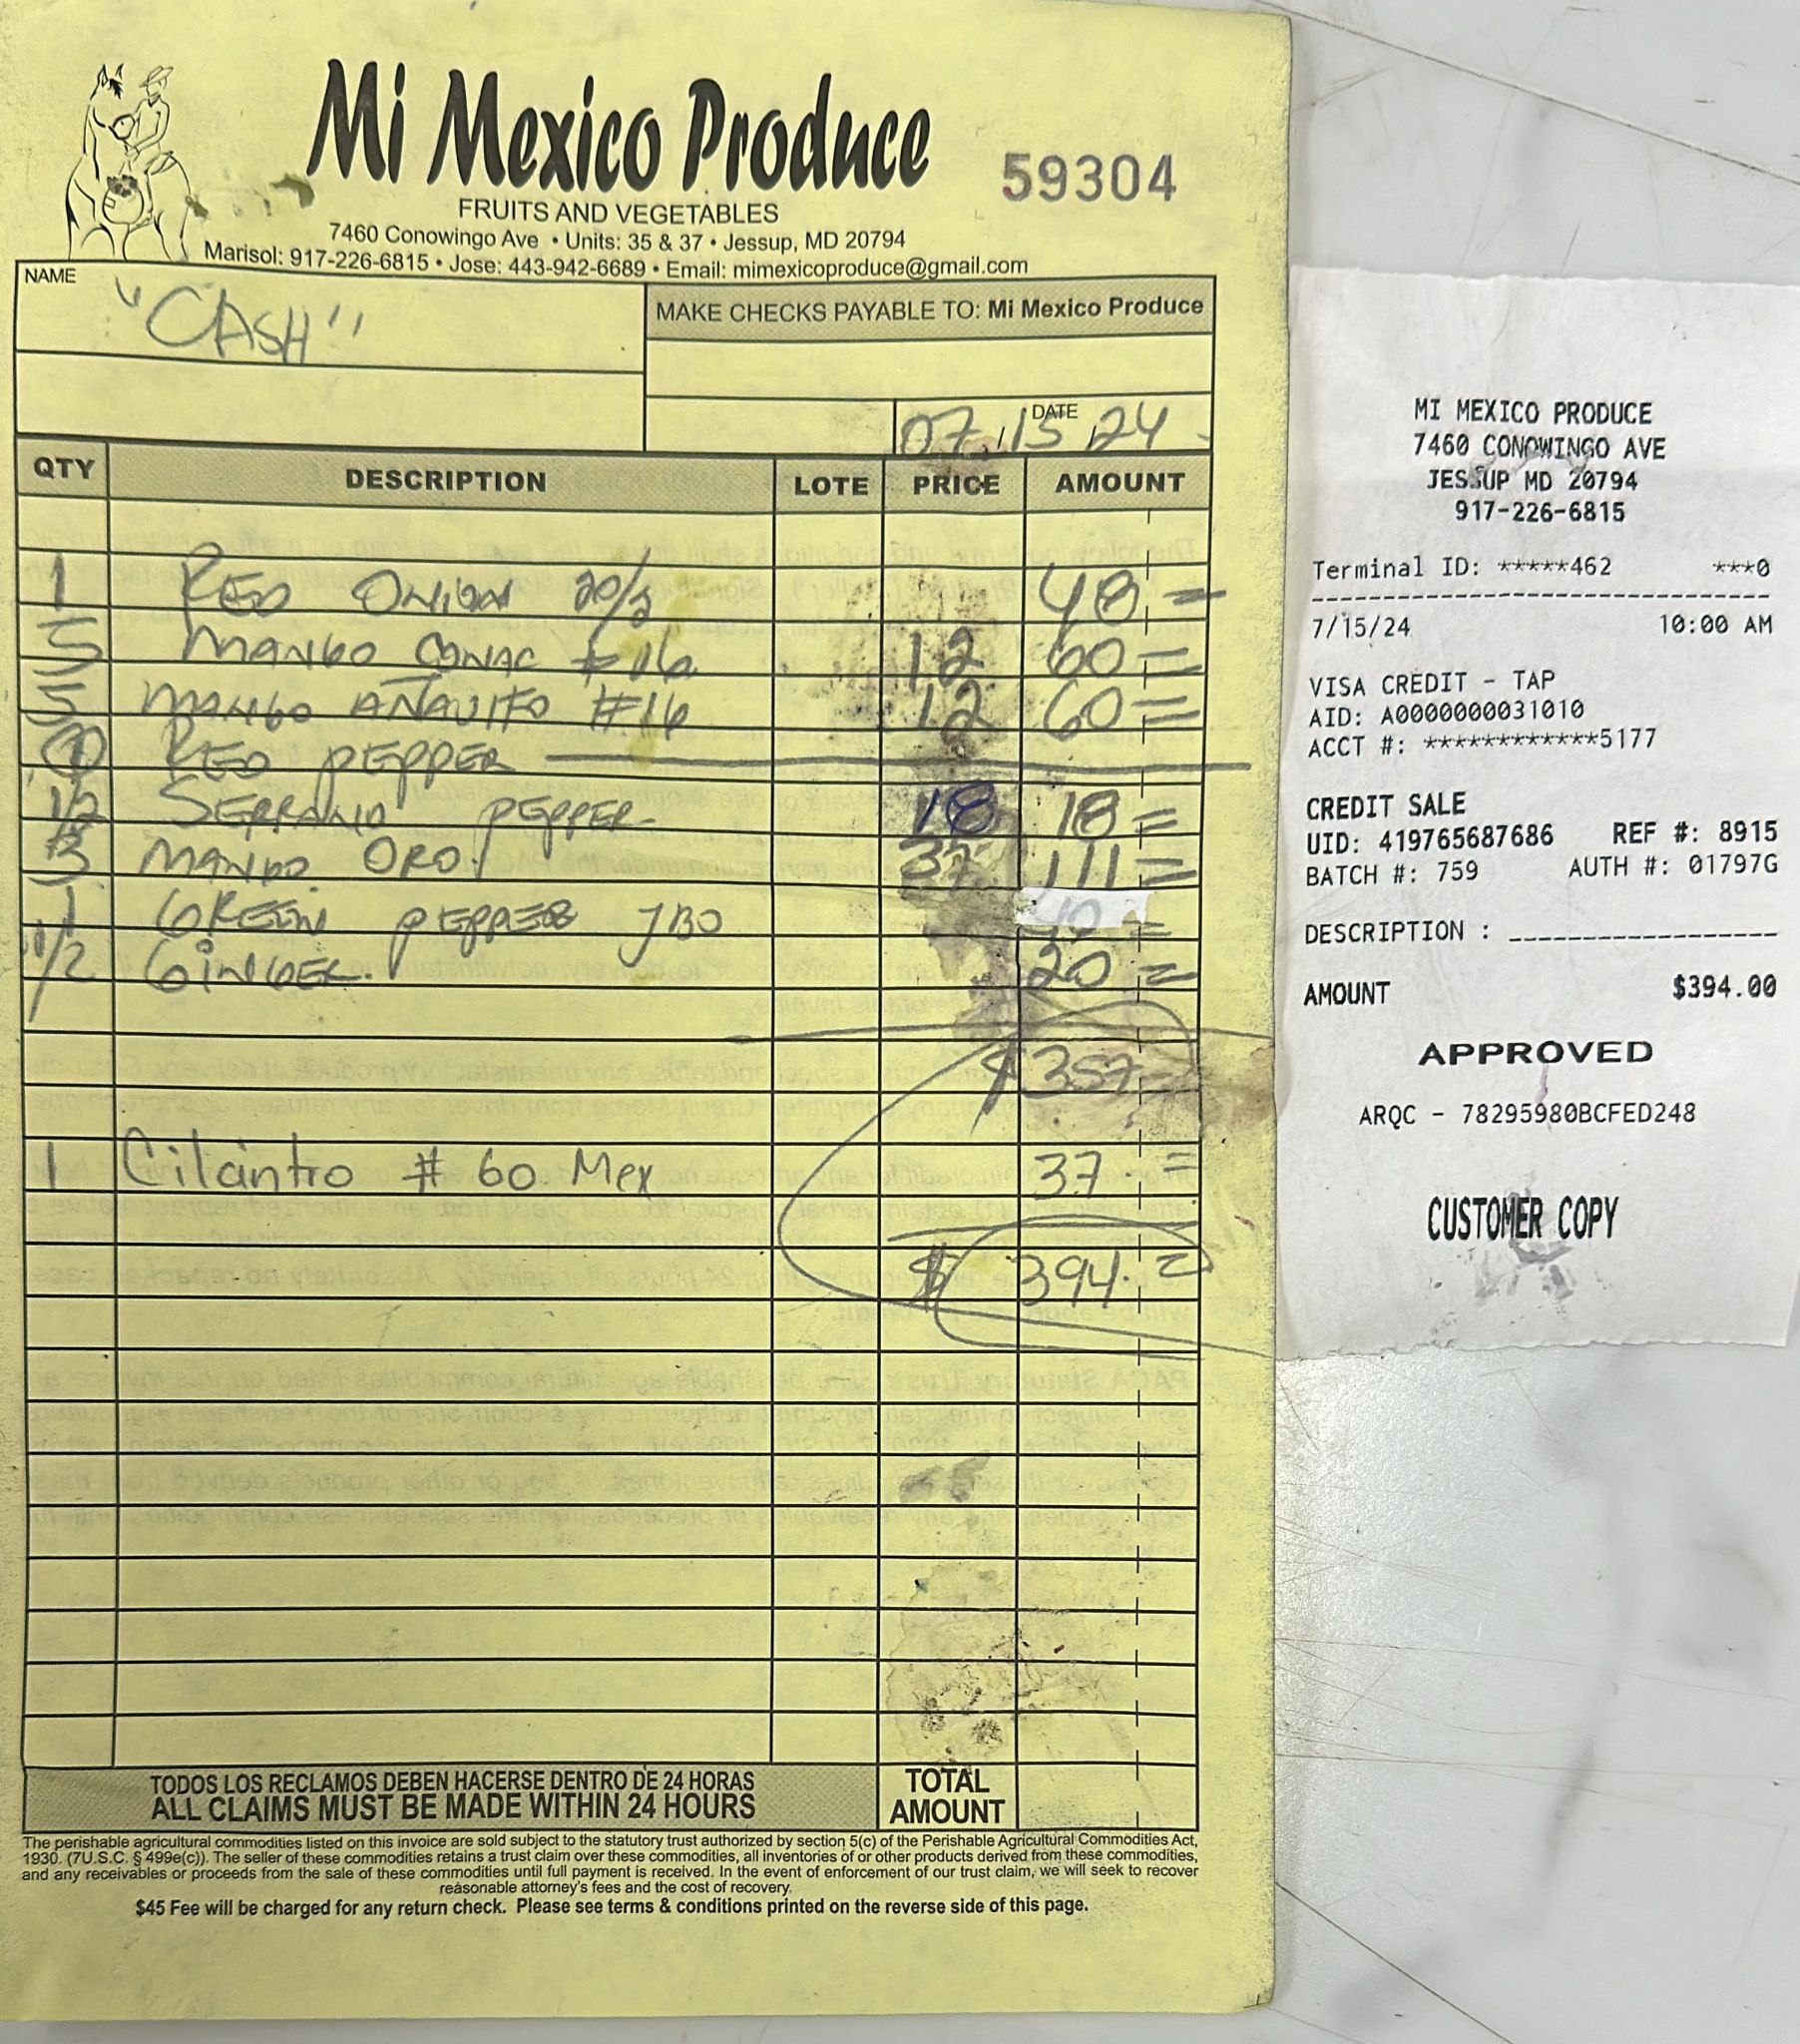 Mi Mexico Produce
59304
FRUITS AND VEGETABLES
7460 Conowingo Ave • Units: 35 & 37 • Jessup, MD 20794
Marisol: 917-226-6815 • Jose: 443-942-6689 • Email: mimexicoproduce@gmail.com
NAME
"CASH"
MAKE CHECKS PAYABLE TO: Mi Mexico Produce
DATE
07,15,24
QTY DESCRIPTION LOTE PRICE AMOUNT
1 RED ONION 48=
5 MANGO #16 12 60=
5 MANGO #16 12 60=
RED PEPPER
1/2 SERRANO PEPPER 18 18=
3 MANGO ORO 37 111=
1 GREEN PEPPER JBO 40=
1/2 GINGER. 20=
$357
1 Cilantro # 60 Mex 37.=
$ 394.=
TODOS LOS RECLAMOS DEBEN HACERSE DENTRO DE 24 HORAS
ALL CLAIMS MUST BE MADE WITHIN 24 HOURS
TOTAL
AMOUNT
The perishable agricultural commodities listed on this invoice are sold subject to the statutory trust authorized by section 5(c) of the Perishable Agricultural Commodities Act,
1930. (7U.S.C. § 499e(c)). The seller of these commodities retains a trust claim over these commodities, all inventories of or other products derived from these commodities,
and any receivables or proceeds from the sale of these commodities until full payment is received. In the event of enforcement of our trust claim, we will seek to recover
reasonable attorney's fees and the cost of recovery.
$45 Fee will be charged for any return check. Please see terms & conditions printed on the reverse side of this page.
MI MEXICO PRODUCE
7460 CONOWINGO AVE
JESSUP MD 20794
917-226-6815
Terminal ID: *****462 ***0
7/15/24 10:00 AM
VISA CREDIT - TAP
AID: A0000000031010
ACCT #: ************5177
CREDIT SALE
UID: 419765687686 REF #: 8915
BATCH #: 759 AUTH #: 01797G
DESCRIPTION : __________________
AMOUNT $394.00
APPROVED
ARQC - 78295980BCFED248
CUSTOMER COPY